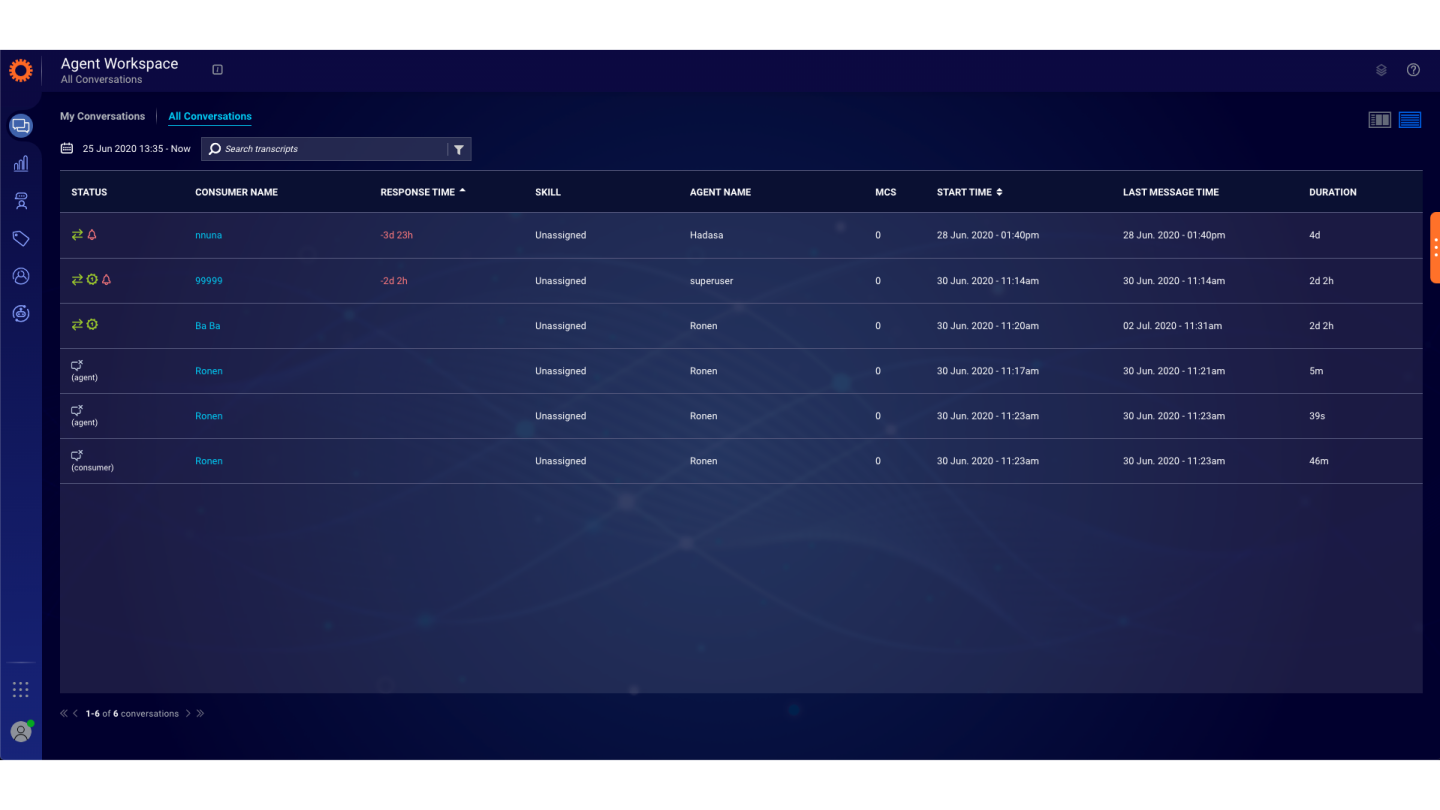 Agent Workspace
All Conversations
My Conversations All Conversations
25 Jun 2020 13:35 - Now Search transcripts
STATUS CONSUMER NAME RESPONSE TIME SKILL AGENT NAME MCS START TIME LAST MESSAGE TIME DURATION
nnuna -3d 23h Unassigned Hadasa 0 28 Jun. 2020 - 01:40pm 28 Jun. 2020 - 01:40pm 4d
99999 -2d 2h Unassigned superuser 0 30 Jun. 2020 - 11:14am 30 Jun. 2020 - 11:14am 2d 2h
Ba Ba Unassigned Ronen 0 30 Jun. 2020 - 11:20am 02 Jul. 2020 - 11:31am 2d 2h
(agent) Ronen Unassigned Ronen 0 30 Jun. 2020 - 11:17am 30 Jun. 2020 - 11:21am 5m
(agent) Ronen Unassigned Ronen 0 30 Jun. 2020 - 11:23am 30 Jun. 2020 - 11:23am 39s
(consumer) Ronen Unassigned Ronen 0 30 Jun. 2020 - 11:23am 30 Jun. 2020 - 11:23am 46m
1-6 of 6 conversations